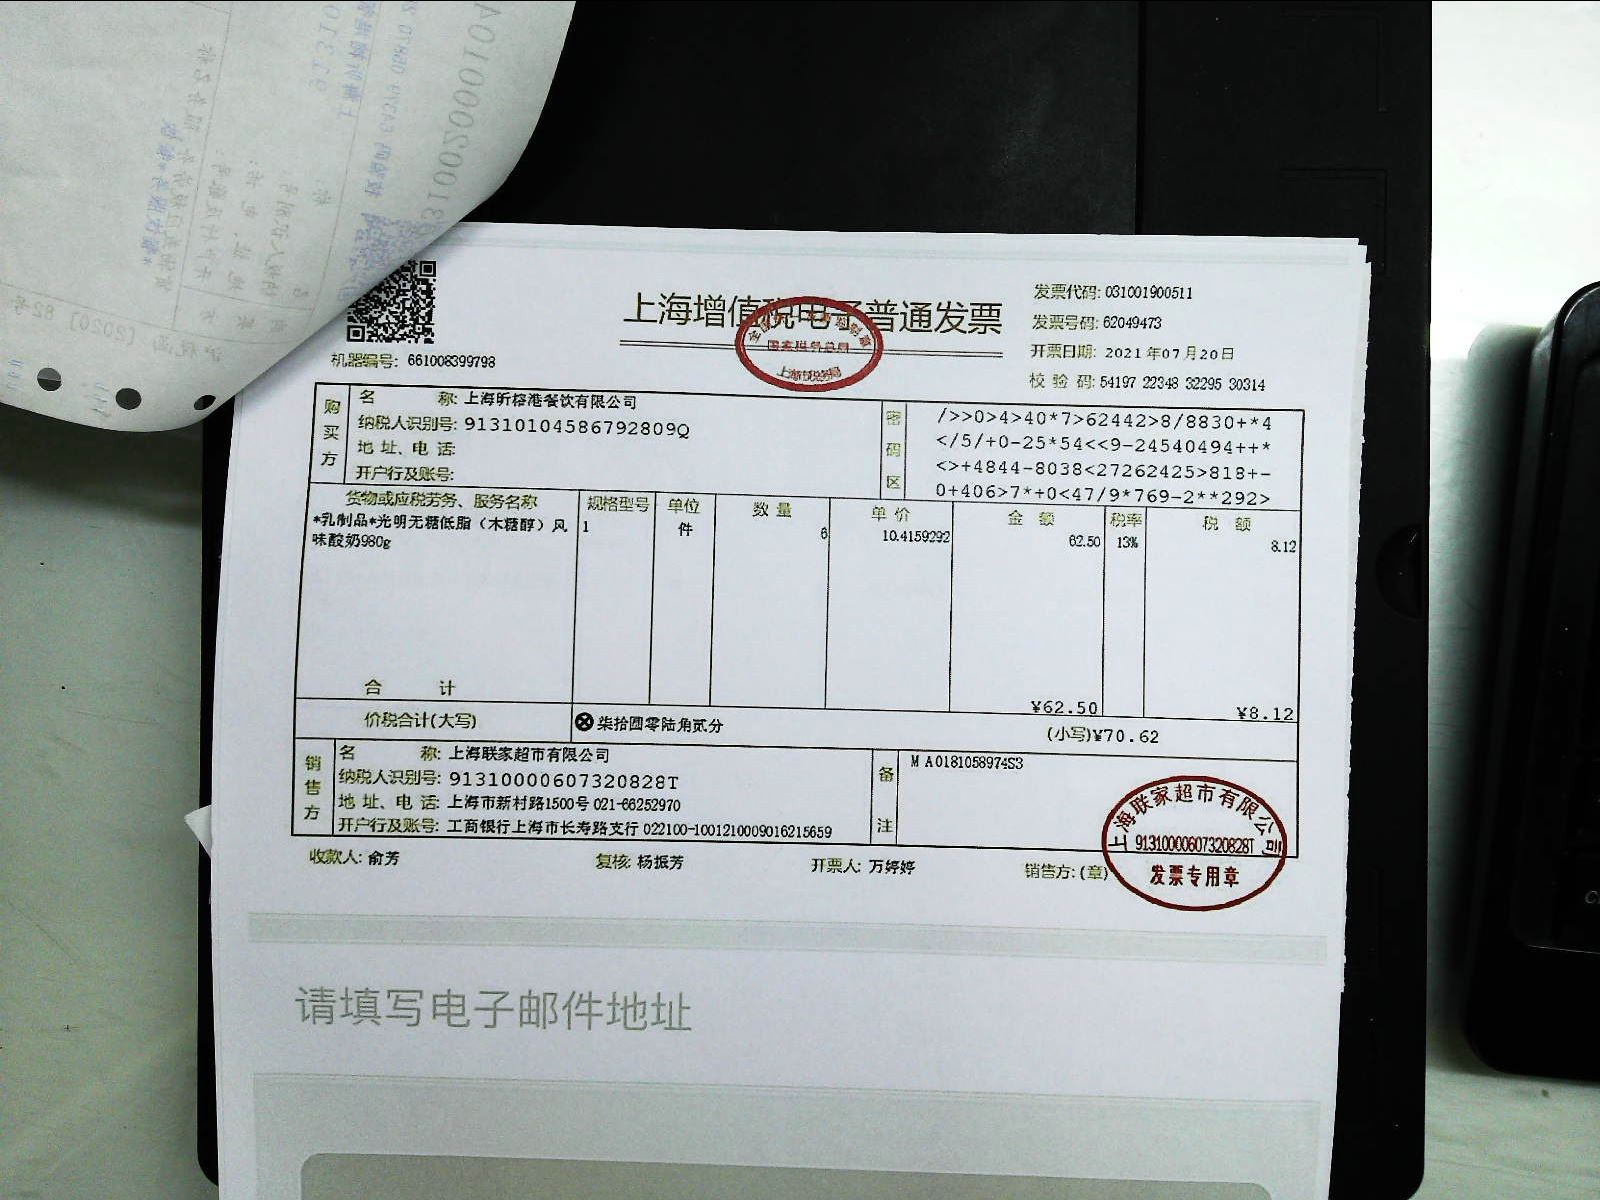 上海增值税电子普通发票
国家税务总局
上海税务局
发票代码: 031001900511
发票号码: 62049473
开票日期: 2021 年07月20日
校 验 码: 54197 22348 32295 30314
机器编号: 661008399798
购买方
名 称: 上海昕榕港餐饮有限公司
纳税人识别号: 91310104586792809Q
地 址、电 话:
开户行及账号:
密码区
/>>0>4>40*7>62442>8/8830+*4
</5/+0-25*54<<9-24540494++*
<>+4844-8038<27262425>818+-
0+406>7*+0<47/9*769-2**292>
货物或应税劳务、服务名称 规格型号 单位 数 量 单 价 金 额 税率 税 额
*乳制品*光明无糖低脂（木糖醇）风 1 件 6 10.4159292 62.50 13% 8.12
味酸奶980g
合 计 ¥62.50 ¥8.12
价税合计(大写) ⊗柒拾圆零陆角贰分 (小写)¥70.62
销售方
名 称: 上海联家超市有限公司
纳税人识别号: 91310000607320828T
地 址、电 话: 上海市新村路1500号 021-66252970
开户行及账号: 工商银行上海市长寿路支行 022100-1001210009016215659
备注
MA0181058974S3
收款人: 俞芳 复核: 杨振芳 开票人: 万婷婷 销售方: (章)
上海联家超市有限公司
91310000607320828T
发票专用章
请填写电子邮件地址